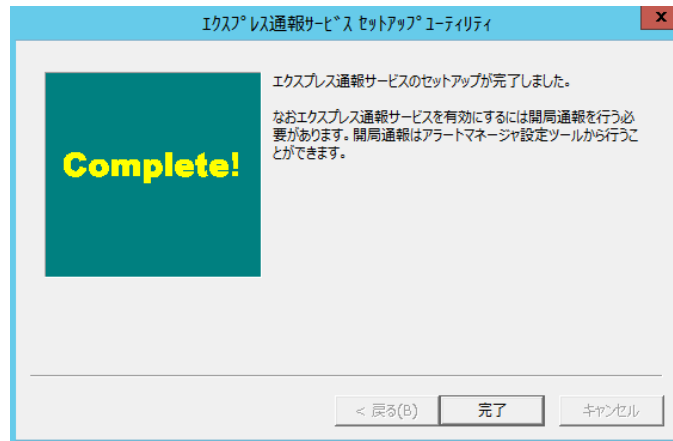 ｴｸｽﾌﾟﾚｽ通報ｻｰﾋﾞｽ ｾｯﾄｱｯﾌﾟ ﾕｰﾃｨﾘﾃｨ
x
エクスプレス通報サービスのセットアップが完了しました。
なおエクスプレス通報サービスを有効にするには開局通報を行う必
要があります。開局通報はアラートマネージャ設定ツールから行うこ
とができます。
Complete!
< 戻る(B)
完了
キャンセル